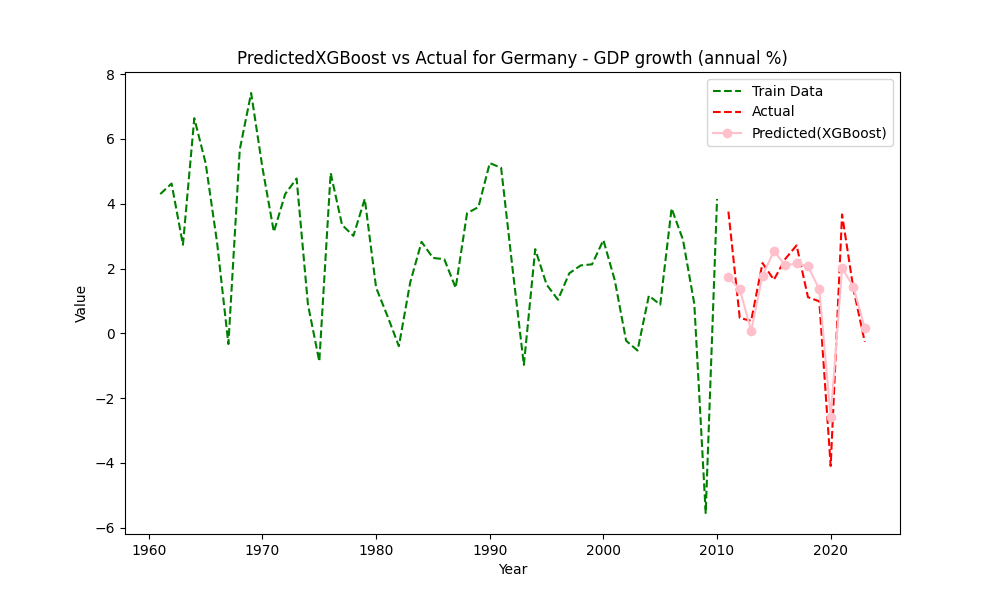 PredictedXGBoost vs Actual for Germany - GDP growth (annual %)
Train Data
Actual
Predicted(XGBoost)
Value
8
6
4
2
0
−2
−4
−6
1960 1970 1980 1990 2000 2010 2020
Year